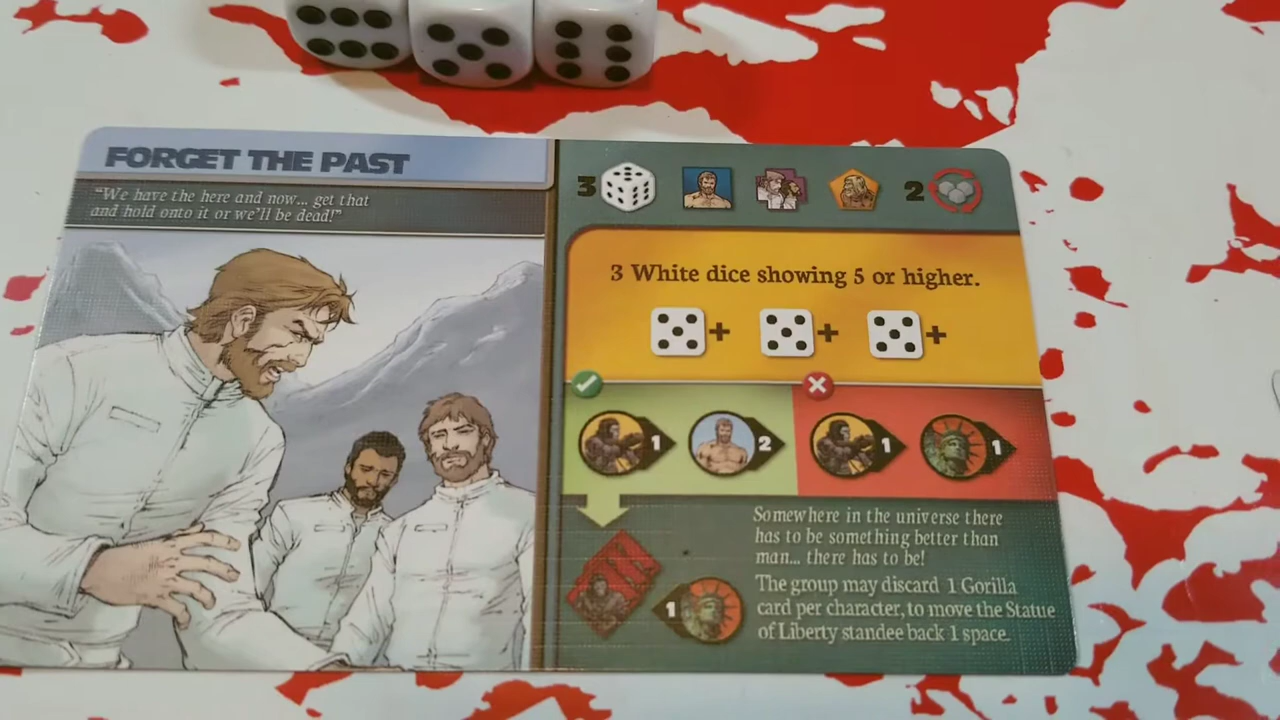 FORGET THE PAST
"We have the here and now... get that
and hold onto it or we'll be dead!"
3
2
3 White dice showing 5 or higher.
+ + +
1 2 1 1
Somewhere in the universe there
has to be something better than
man... there has to be!
1
The group may discard 1 Gorilla
card per character, to move the Statue
of Liberty standee back 1 space.